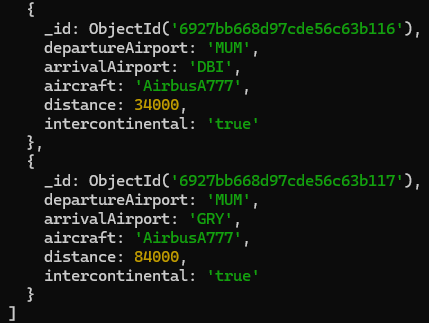 {
_id: ObjectId('6927bb668d97cde56c63b116'),
departureAirport: 'MUM',
arrivalAirport: 'DBI',
aircraft: 'AirbusA777',
distance: 34000,
intercontinental: 'true'
},
{
_id: ObjectId('6927bb668d97cde56c63b117'),
departureAirport: 'MUM',
arrivalAirport: 'GRY',
aircraft: 'AirbusA777',
distance: 84000,
intercontinental: 'true'
}
]